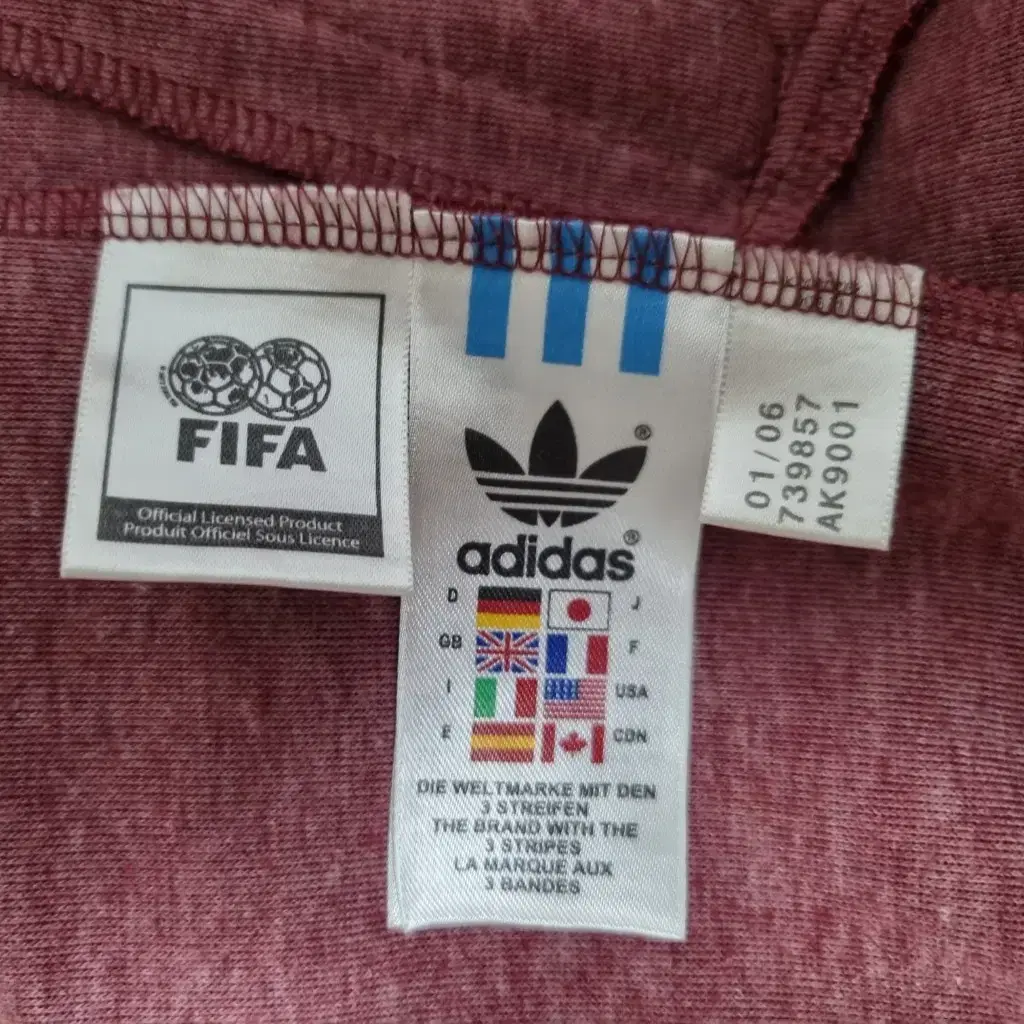 FIFA
Official Licensed Product
Produit Officiel Sous Licence
®
adidas®
D J
GB F
I USA
E CDN
DIE WELTMARKE MIT DEN
3 STREIFEN
THE BRAND WITH THE
3 STRIPES
LA MARQUE AUX
3 BANDES
01/06
739857
AK9001